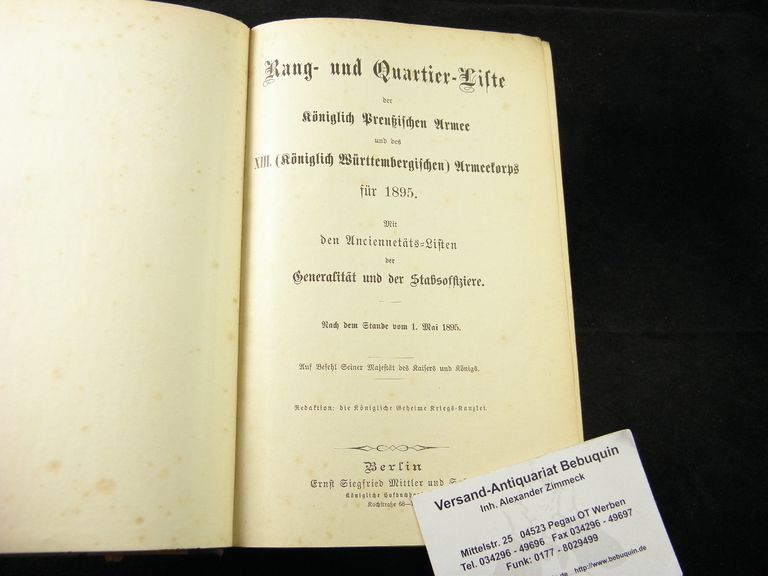 Rang- und Quartier-Liste
der
Königlich Preußischen Armee
und des
XIII. (Königlich Württembergischen) Armeekorps
für 1895.
Mit
den Anciennetäts-Listen
der
Generalität und der Stabsoffiziere.
Nach dem Stande vom 1. Mai 1895.
Auf Befehl Seiner Majestät des Kaisers und Königs.
Redaktion: die Königliche Geheime Kriegs-Kanzlei.
Berlin
Ernst Siegfried Mittler und
Königliche
Kochstraße 68—
Versand-Antiquariat Bebuquin
Inh. Alexander Zimmeck
Mittelstr. 25 04523 Pegau OT Werben
Tel. 034296 - 49696 Fax 034296 - 49697
Funk: 0177 - 8029499
http://www.bebuquin.de